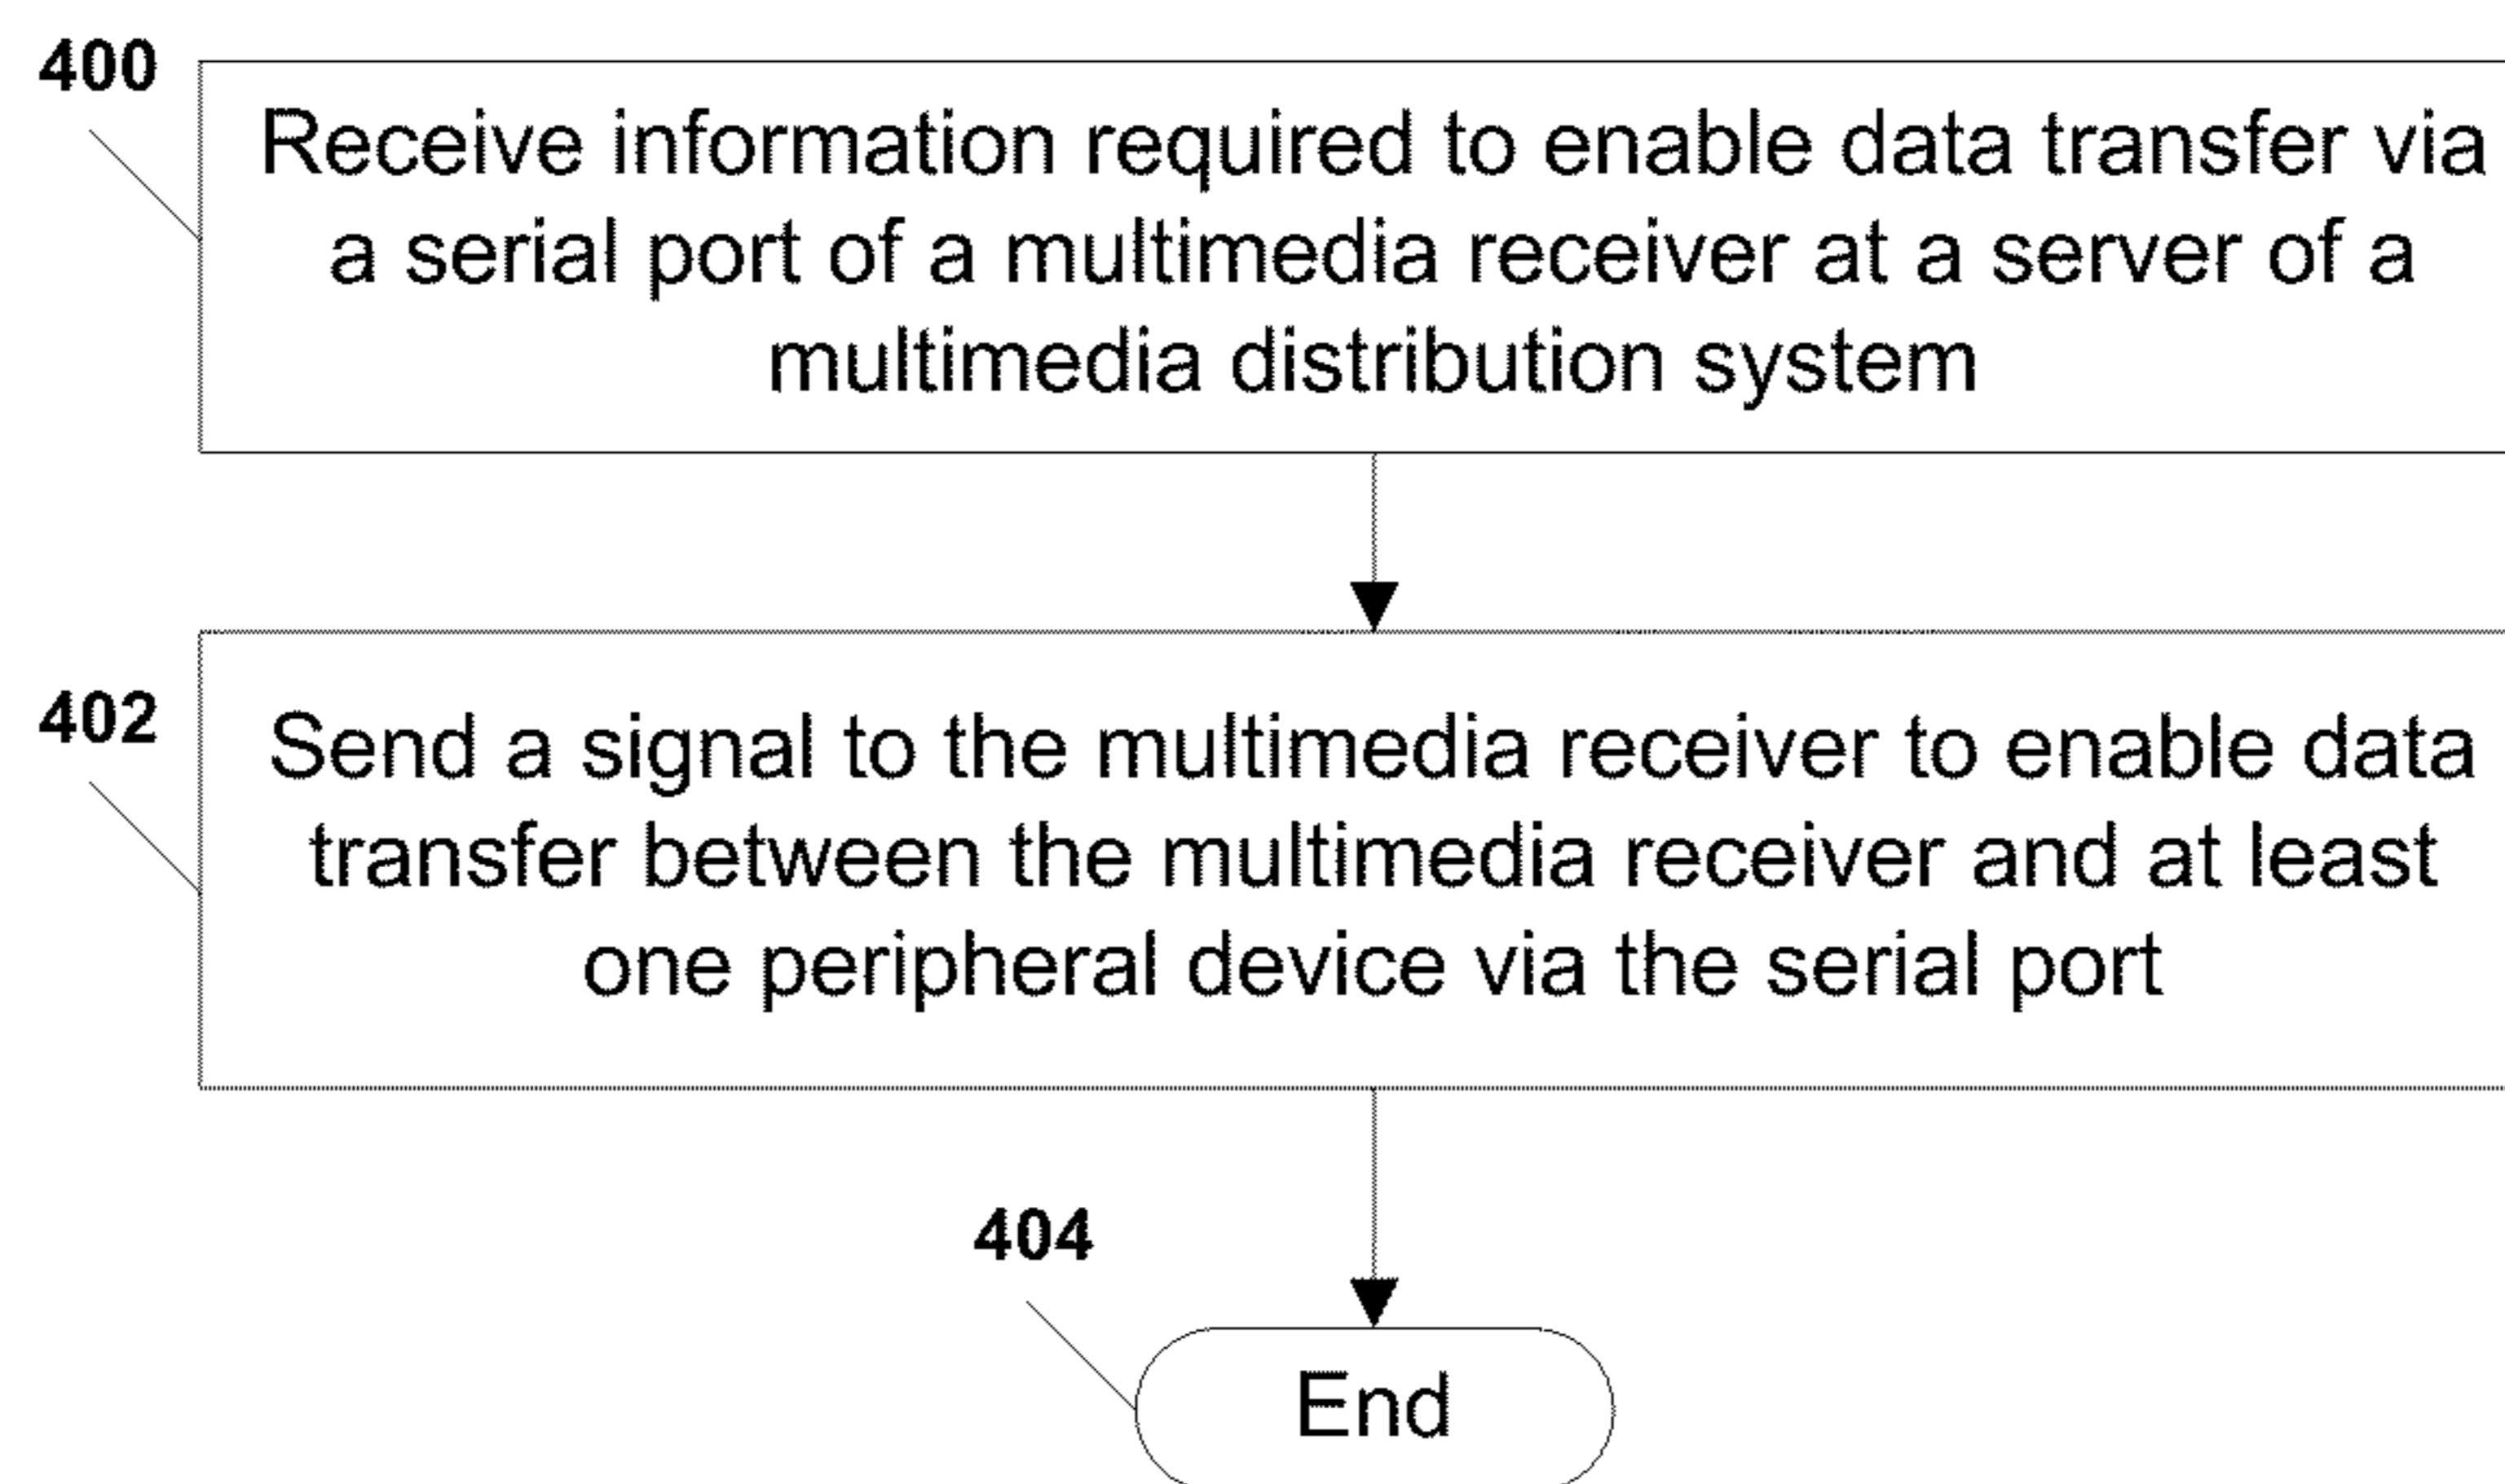 400
Receive information required to enable data transfer via
a serial port of a multimedia receiver at a server of a
multimedia distribution system
402
Send a signal to the multimedia receiver to enable data
transfer between the multimedia receiver and at least
one peripheral device via the serial port
404
End